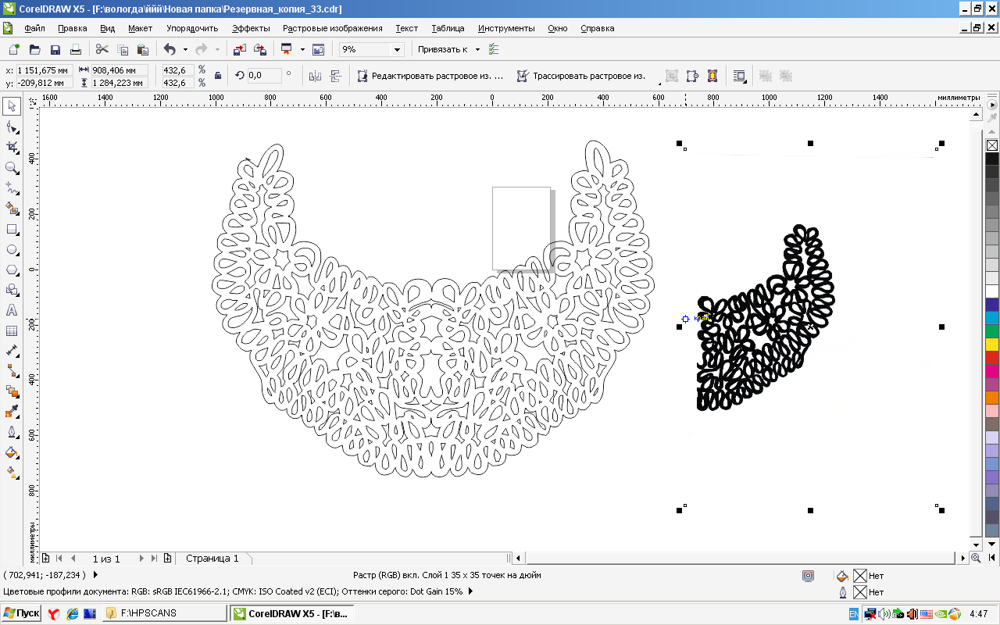 CorelDRAW X5 - [F:\вологда\ййй\Новая папка\Резервная_копия_33.cdr]
Файл Правка Вид Макет Упорядочить Эффекты Растровые изображения Текст Таблица Инструменты Окно Справка
9% Привязать к
x: 1 151,675 мм 908,406 мм 432,6 % 0,0 ° Редактировать растровое из. ... Трассировать растровое из.
y: -209,812 мм 1 284,223 мм 432,6 %
1600 1400 1200 1000 800 600 400 200 0 200 400 600 800 1000 1200 1400 миллиметры
400
200
0
200
400
600
800
миллиметры
край
1 из 1 Страница 1
( 702,941; -187,234 ) Растр (RGB) вкл. Слой 1 35 x 35 точек на дюйм Нет
Цветовые профили документа: RGB: sRGB IEC61966-2.1; CMYK: ISO Coated v2 (ECI); Оттенки серого: Dot Gain 15% Нет
Пуск F:\HPSCANS CorelDRAW X5 - [F:\в... EN 4:47